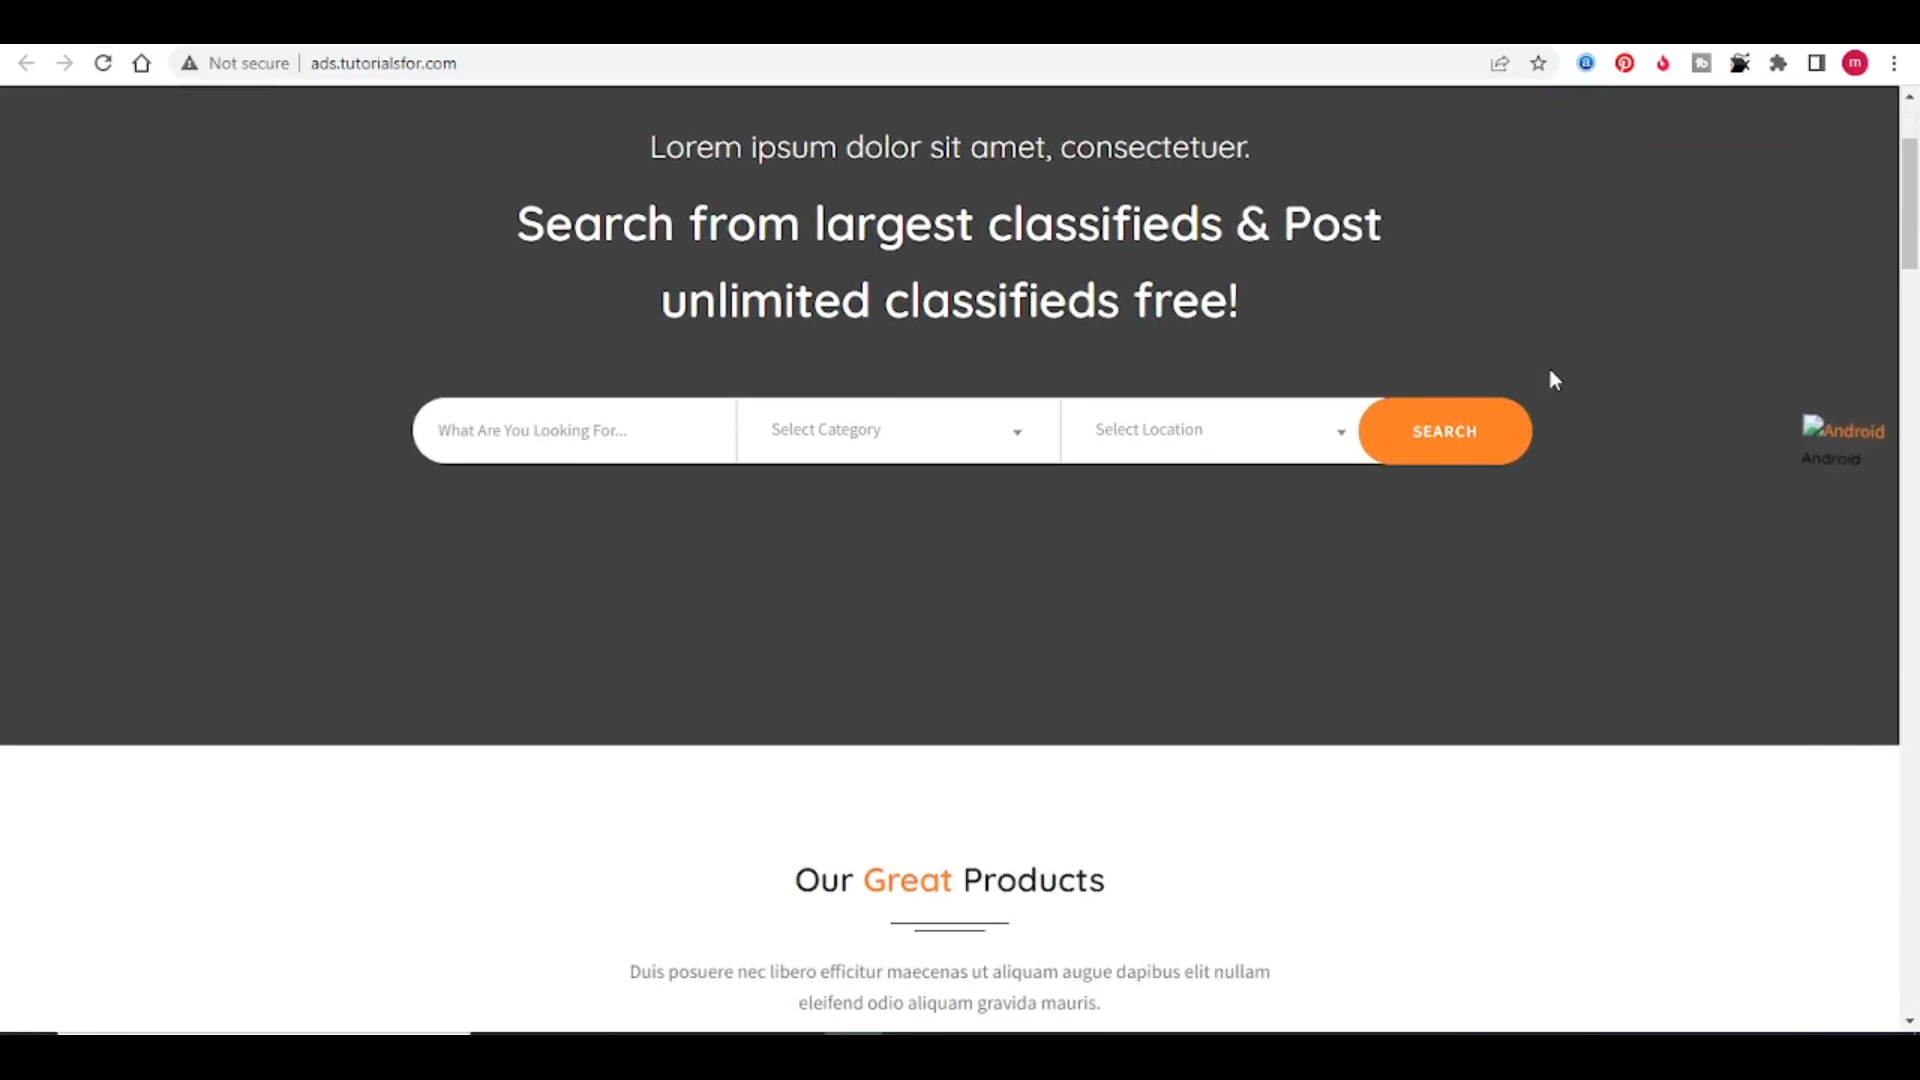 Not secure | ads.tutorialsfor.com
m
Lorem ipsum dolor sit amet, consectetuer.
Search from largest classifieds & Post
unlimited classifieds free!
What Are You Looking For...
Select Category
Select Location
SEARCH
Android
Android
Our Great Products
Duis posuere nec libero efficitur maecenas ut aliquam augue dapibus elit nullam
eleifend odio aliquam gravida mauris.